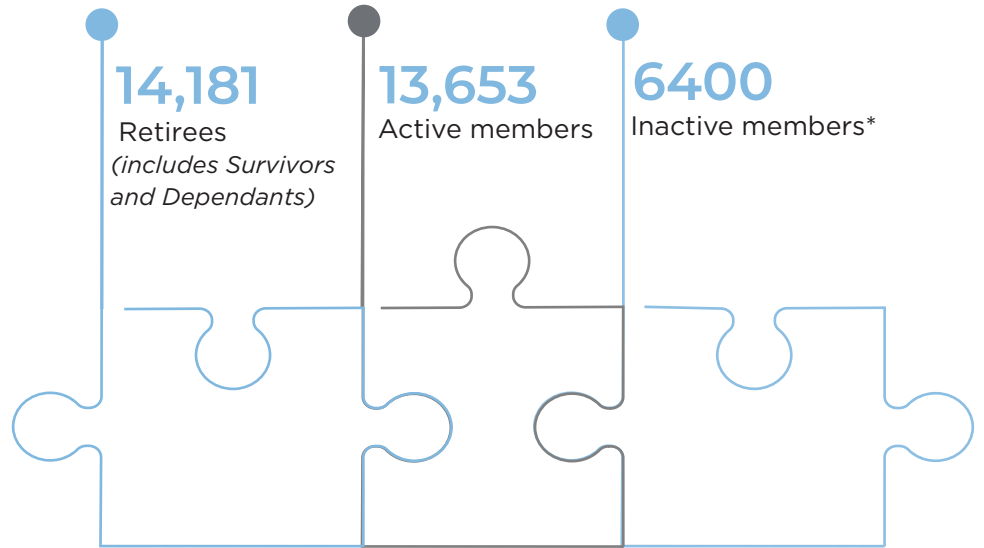 14,181
Retirees
(includes Survivors
and Dependants)
13,653
Active members
6400
Inactive members*